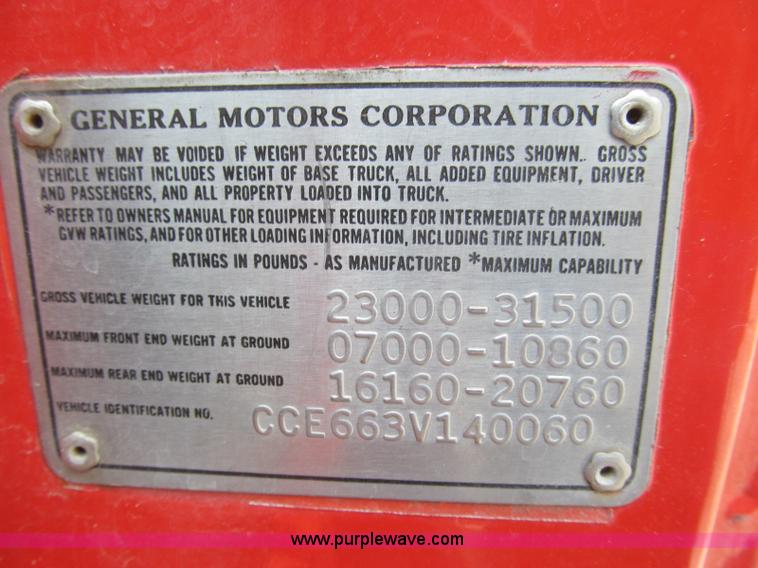 GENERAL MOTORS CORPORATION
WARRANTY MAY BE VOIDED IF WEIGHT EXCEEDS ANY OF RATINGS SHOWN. GROSS
VEHICLE WEIGHT INCLUDES WEIGHT OF BASE TRUCK, ALL ADDED EQUIPMENT, DRIVER
AND PASSENGERS, AND ALL PROPERTY LOADED INTO TRUCK.
*REFER TO OWNERS MANUAL FOR EQUIPMENT REQUIRED FOR INTERMEDIATE OR MAXIMUM
GVW RATINGS, AND FOR OTHER LOADING INFORMATION, INCLUDING TIRE INFLATION.
RATINGS IN POUNDS - AS MANUFACTURED *MAXIMUM CAPABILITY
GROSS VEHICLE WEIGHT FOR THIS VEHICLE 23000-31500
MAXIMUM FRONT END WEIGHT AT GROUND 07000-10860
MAXIMUM REAR END WEIGHT AT GROUND 16160-20760
VEHICLE IDENTIFICATION NO. CCE663V140060
www.purplewave.com